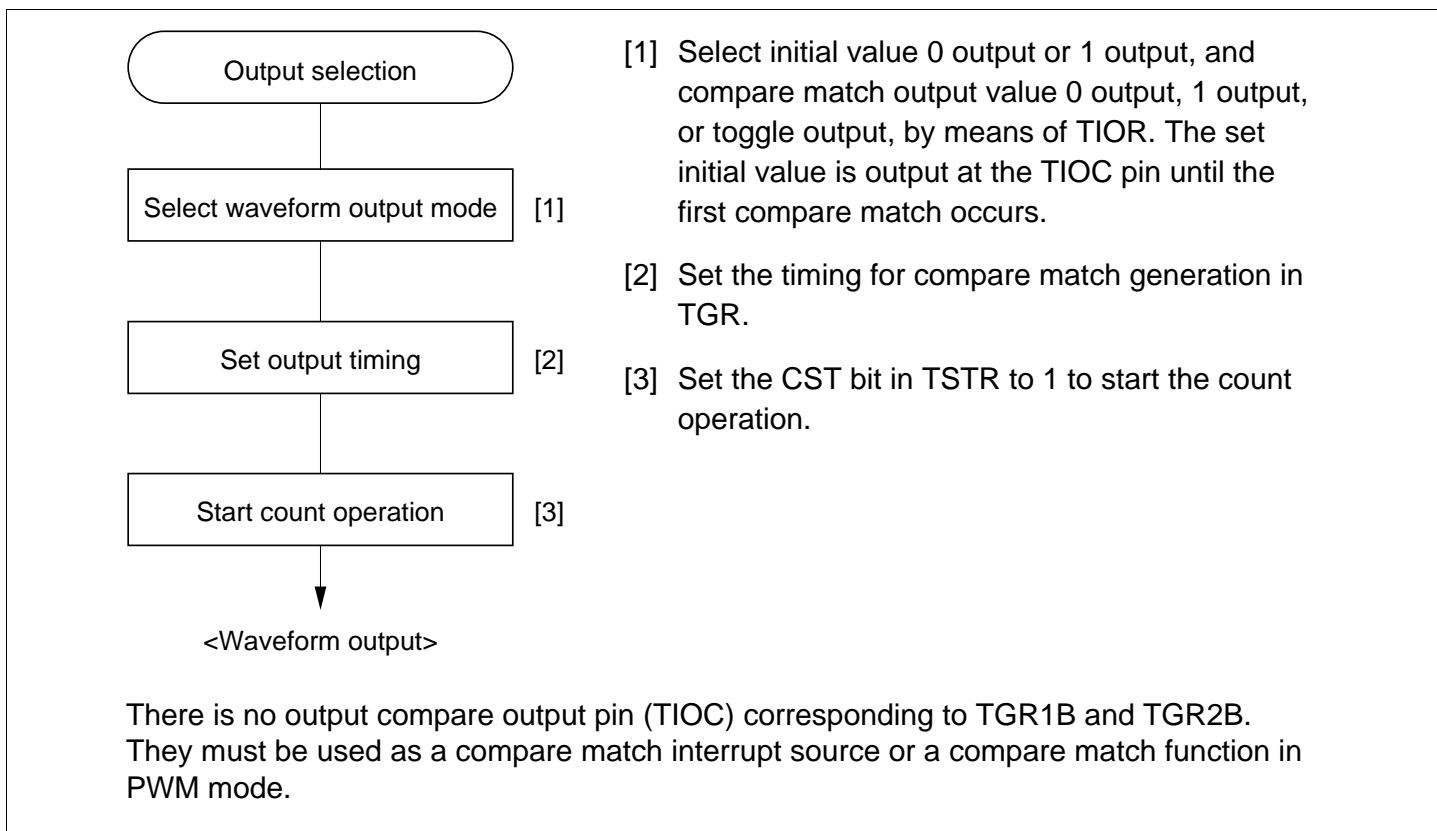 Output selection
Select waveform output mode [1]
Set output timing [2]
Start count operation [3]
<Waveform output>
[1] Select initial value 0 output or 1 output, and
compare match output value 0 output, 1 output,
or toggle output, by means of TIOR. The set
initial value is output at the TIOC pin until the
first compare match occurs.
[2] Set the timing for compare match generation in
TGR.
[3] Set the CST bit in TSTR to 1 to start the count
operation.
There is no output compare output pin (TIOC) corresponding to TGR1B and TGR2B.
They must be used as a compare match interrupt source or a compare match function in
PWM mode.